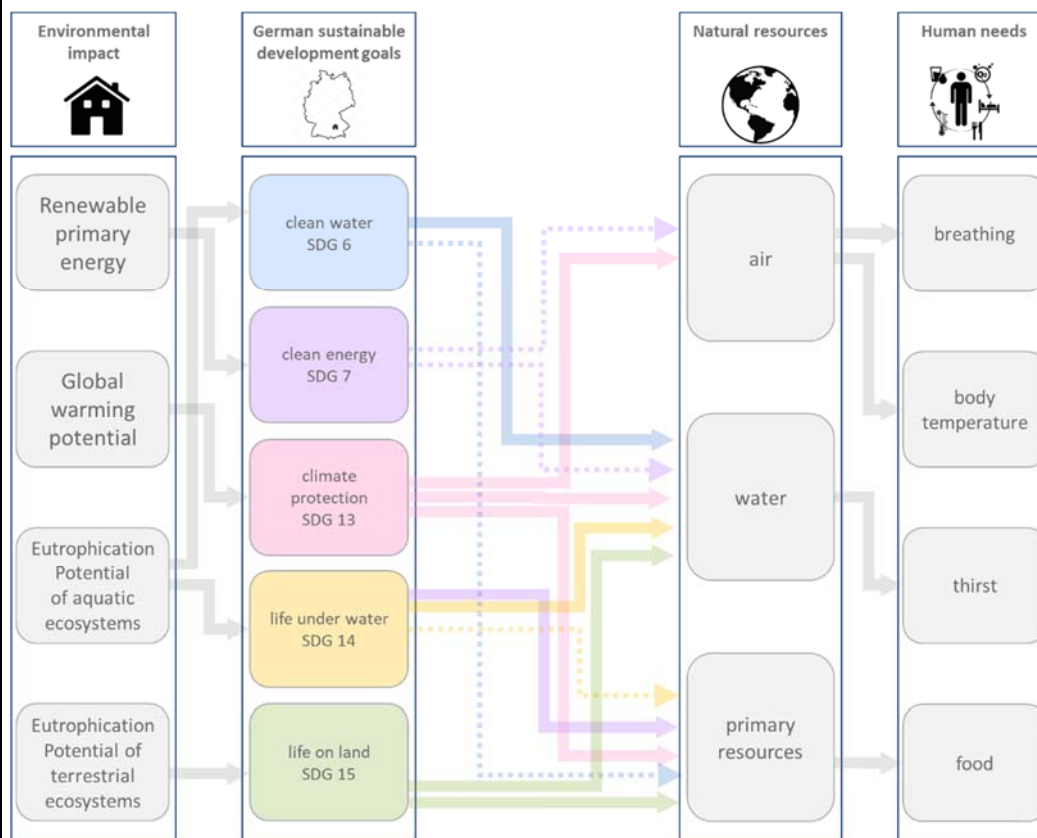 Environmental
impact
German sustainable
development goals
Natural resources
Human needs
Renewable
primary
energy
Global
warming
potential
Eutrophication
Potential
of aquatic
ecosystems
Eutrophication
Potential of
terrestrial
ecosystems
clean water
SDG 6
clean energy
SDG 7
climate
protection
SDG 13
life under water
SDG 14
life on land
SDG 15
air
water
primary
resources
breathing
body
temperature
thirst
food